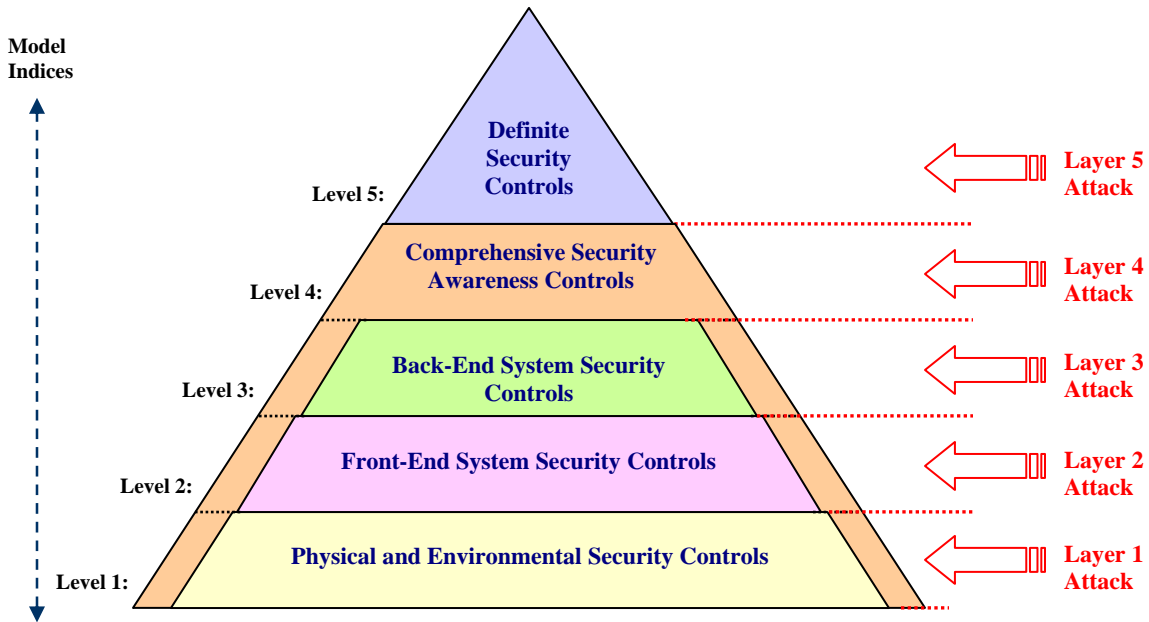 Model
Indices
Definite
Security
Controls
Level 5:
Layer 5
Attack
Comprehensive Security
Awareness Controls
Level 4:
Layer 4
Attack
Back-End System Security
Controls
Level 3:
Layer 3
Attack
Front-End System Security Controls
Level 2:
Layer 2
Attack
Physical and Environmental Security Controls
Level 1:
Layer 1
Attack